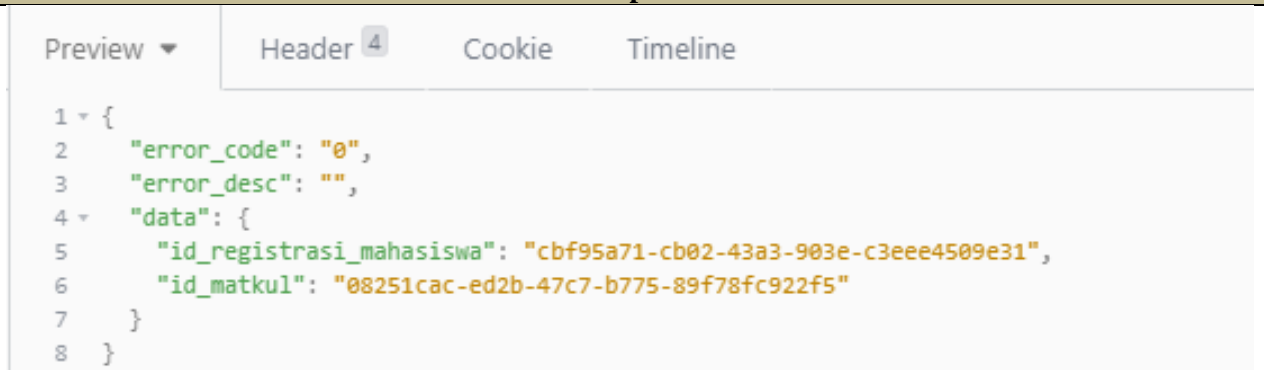 Preview Header 4 Cookie Timeline
1 {
2 "error_code": "0",
3 "error_desc": "",
4 "data": {
5 "id_registrasi_mahasiswa": "cbf95a71-cb02-43a3-903e-c3eee4509e31",
6 "id_matkul": "08251cac-ed2b-47c7-b775-89f78fc922f5"
7 }
8 }